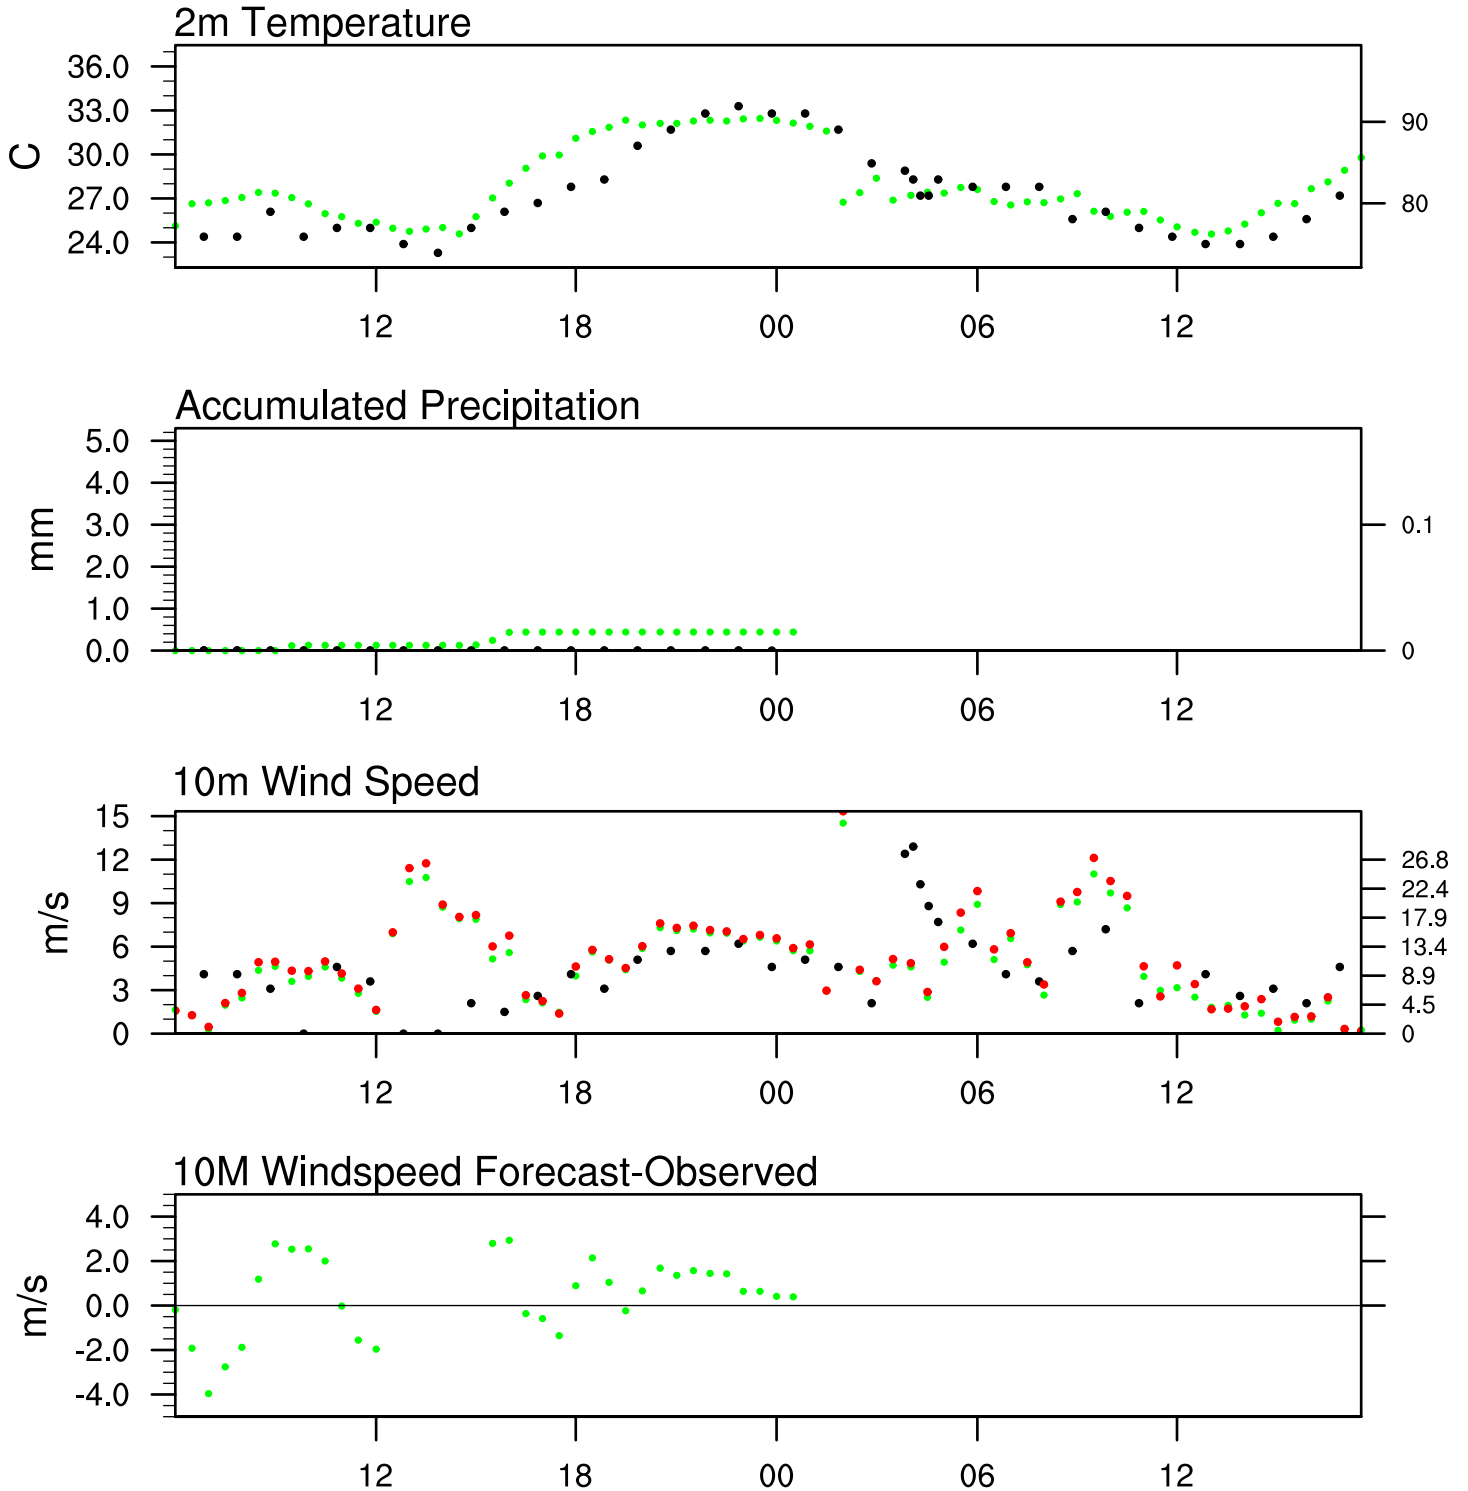 2m Temperature
36.0
33.0
30.0
27.0
24.0
C
90
80
12 18 00 06 12
Accumulated Precipitation
5.0
4.0
3.0
2.0
1.0
0.0
mm
0.1
0
12 18 00 06 12
10m Wind Speed
15
12
9
6
3
0
m/s
26.8
22.4
17.9
13.4
8.9
4.5
0
12 18 00 06 12
10M Windspeed Forecast-Observed
4.0
2.0
0.0
-2.0
-4.0
m/s
12 18 00 06 12